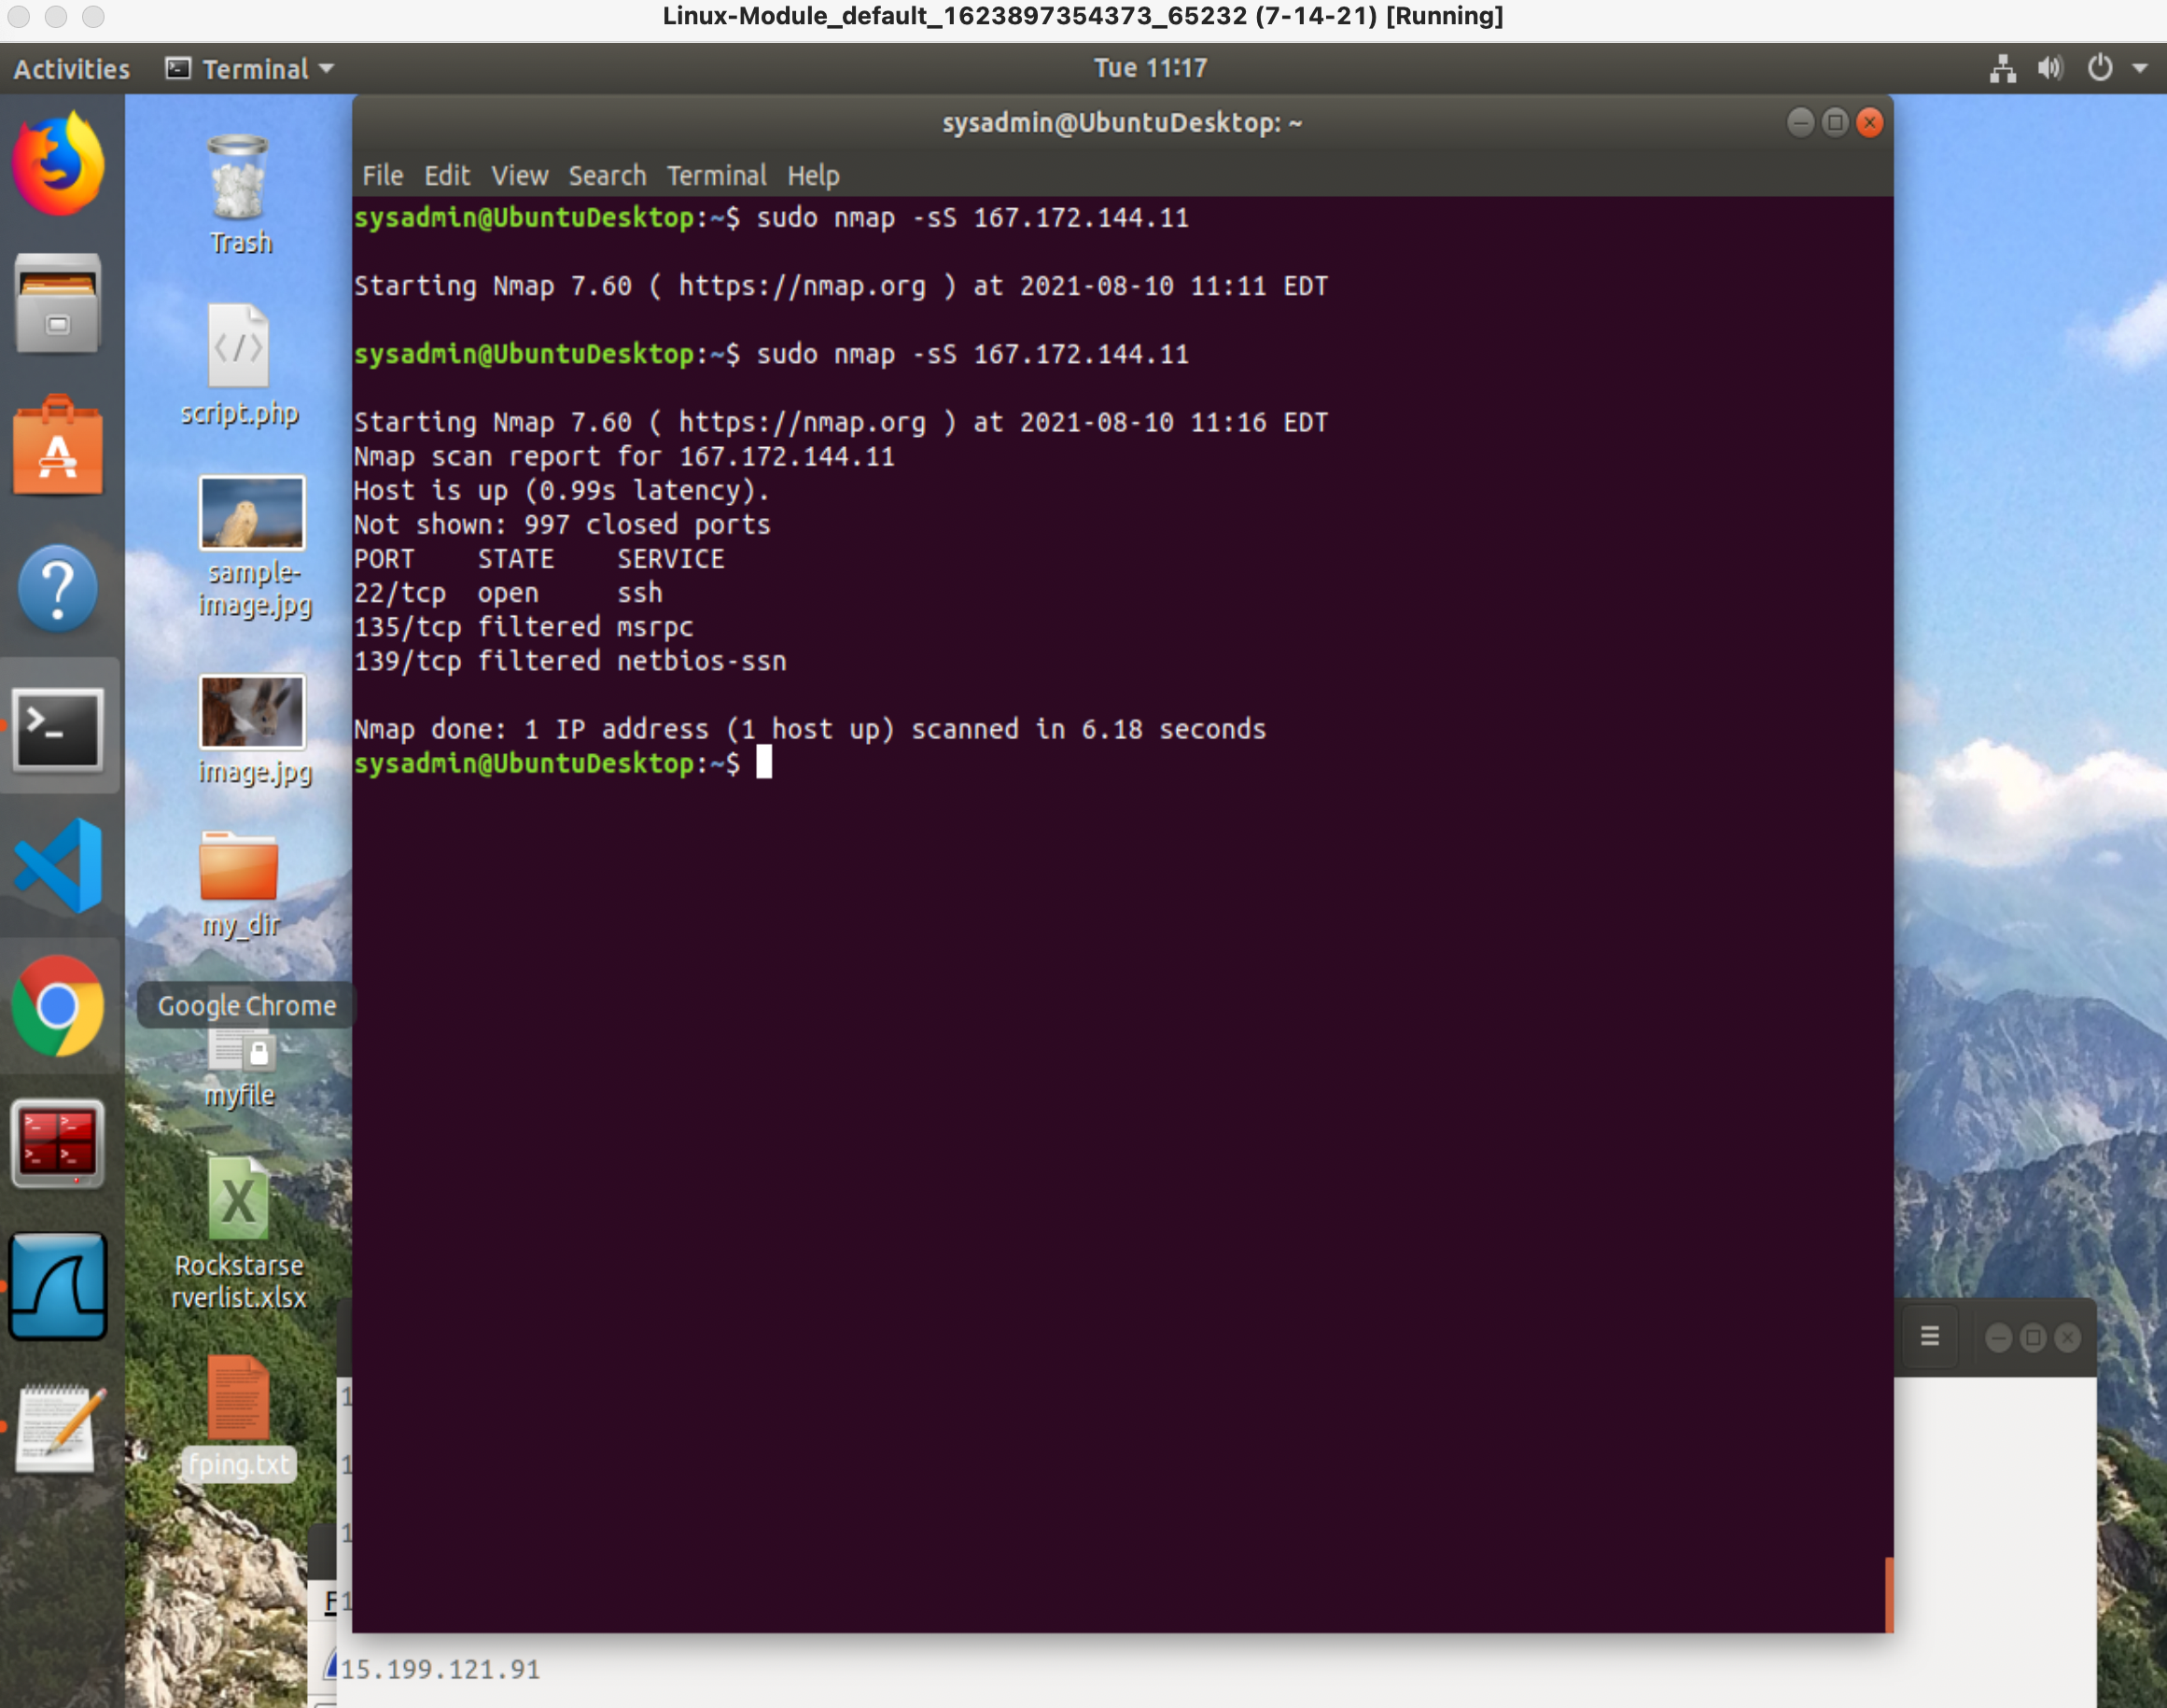 Linux-Module_default_1623897354373_65232 (7-14-21) [Running]
Activities Terminal Tue 11:17
sysadmin@UbuntuDesktop: ~
File Edit View Search Terminal Help
sysadmin@UbuntuDesktop:~$ sudo nmap -sS 167.172.144.11
Starting Nmap 7.60 ( https://nmap.org ) at 2021-08-10 11:11 EDT
sysadmin@UbuntuDesktop:~$ sudo nmap -sS 167.172.144.11
Starting Nmap 7.60 ( https://nmap.org ) at 2021-08-10 11:16 EDT
Nmap scan report for 167.172.144.11
Host is up (0.99s latency).
Not shown: 997 closed ports
PORT    STATE    SERVICE
22/tcp  open     ssh
135/tcp filtered msrpc
139/tcp filtered netbios-ssn
Nmap done: 1 IP address (1 host up) scanned in 6.18 seconds
sysadmin@UbuntuDesktop:~$
Trash
script.php
sample-
image.jpg
image.jpg
my_dir
Google Chrome
myfile
Rockstarse
rverlist.xlsx
fping.txt
1
1
1
F 1
15.199.121.91